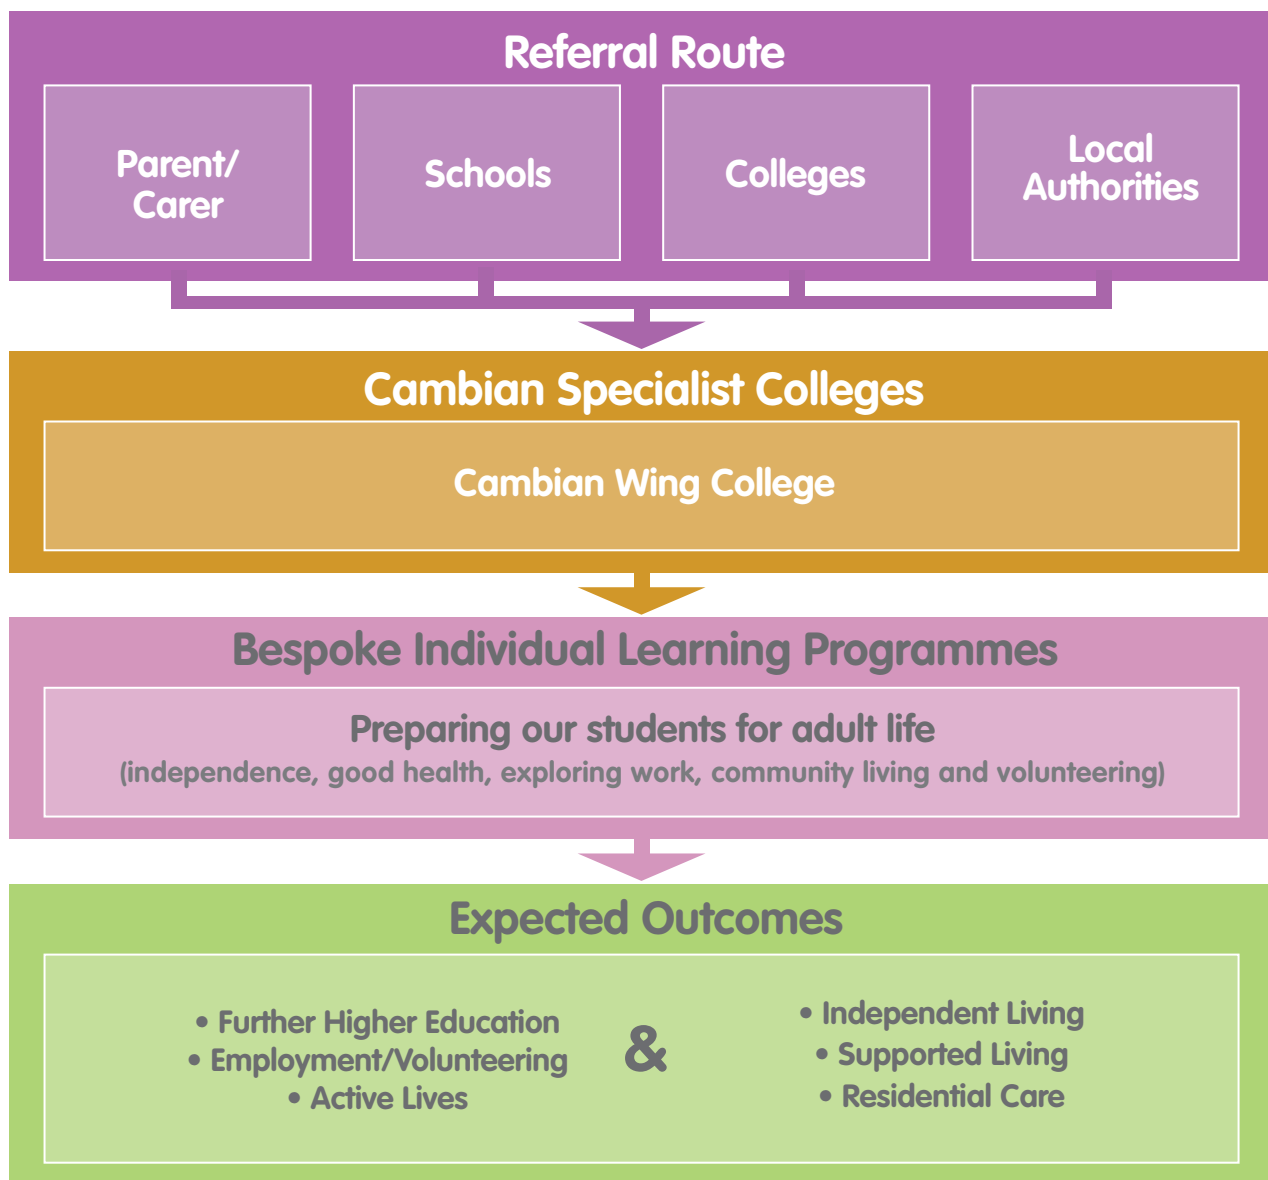 Referral Route
Parent/
Carer
Schools
Colleges
Local
Authorities
Cambian Specialist Colleges
Cambian Wing College
Bespoke Individual Learning Programmes
Preparing our students for adult life
(independence, good health, exploring work, community living and volunteering)
Expected Outcomes
• Further Higher Education
• Employment/Volunteering
• Active Lives
&
• Independent Living
• Supported Living
• Residential Care